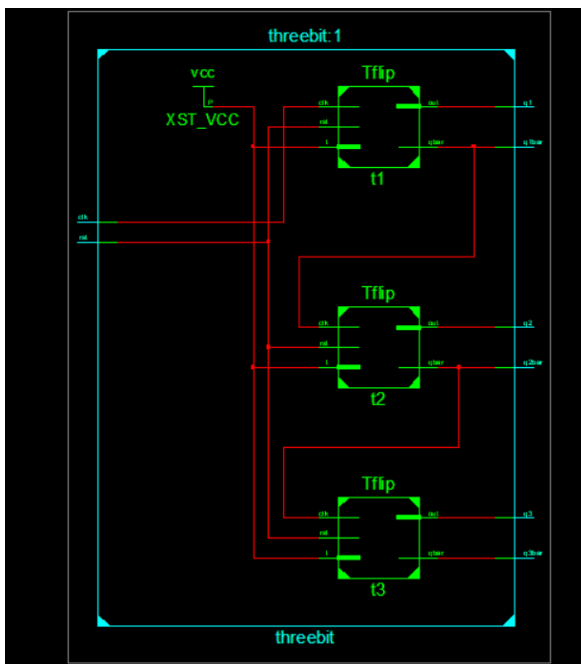 threebit:1
vcc
Tflip
P
XST_VCC
clk
out
q1
rst
t
qbar
q1bar
t1
clk
rst
Tflip
clk
out
q2
rst
t
qbar
q2bar
t2
Tflip
clk
out
q3
rst
t
qbar
q3bar
t3
threebit